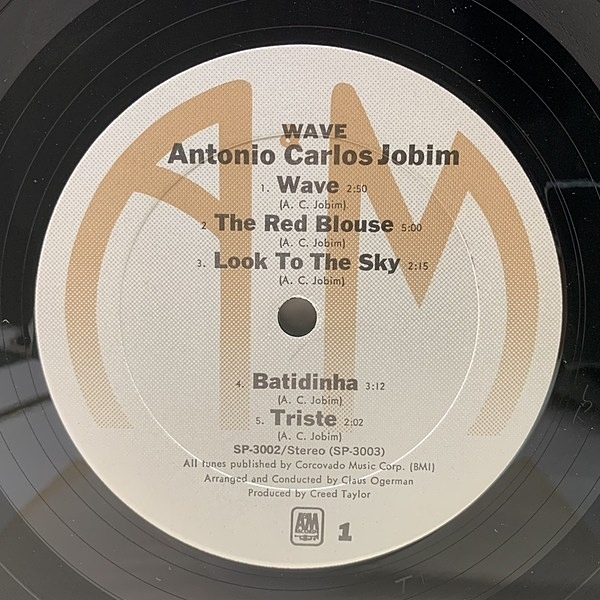 WAVE
Antonio Carlos Jobim
1. Wave 2:50
(A. C. Jobim)
2 The Red Blouse 5:00
(A. C. Jobim)
3. Look To The Sky 2:15
(A. C. Jobim)
4. Batidinha 3:12
(A. C. Jobim)
5. Triste 2:02
(A. C. Jobim)
SP-3002/Stereo (SP-3003)
All tunes published by Corcovado Music Corp. (BMI)
Arranged and Conducted by Claus Ogerman
Produced by Creed Taylor
A&M
RECORDS
1